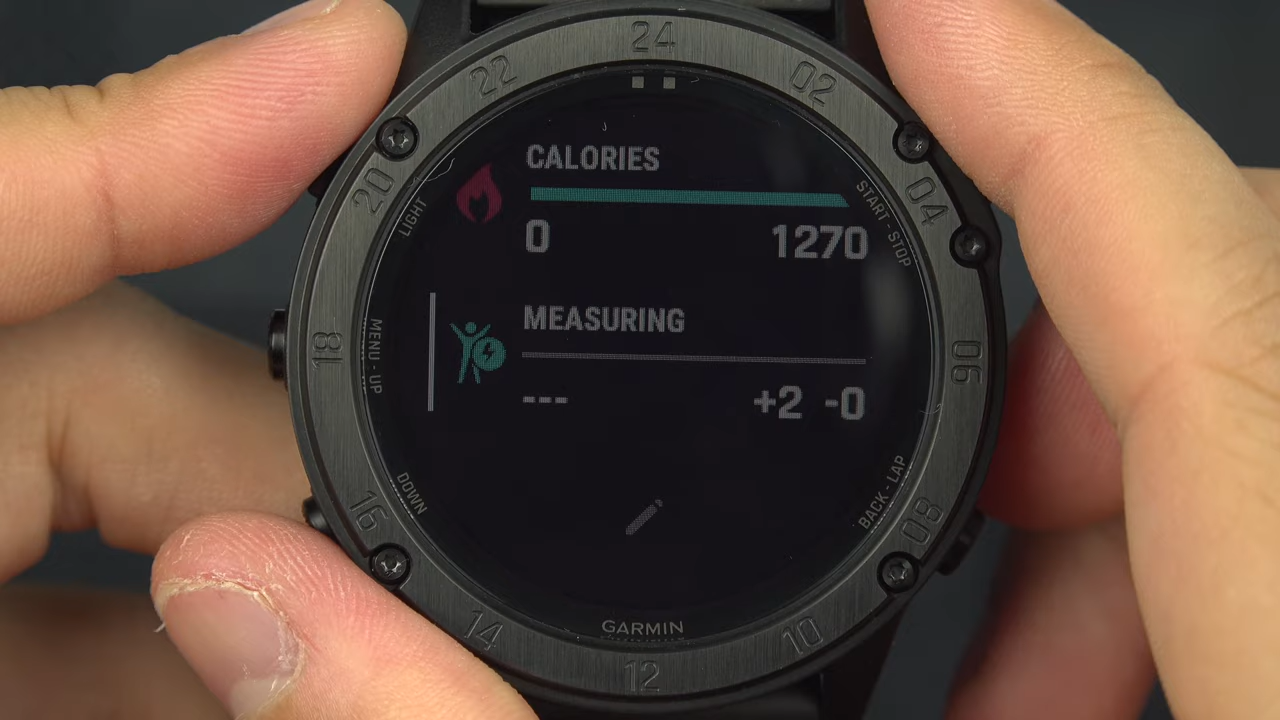 24
22
02
20
04
LIGHT
START - STOP
CALORIES
0 1270
MEASURING
--- +2 -0
18
06
MENU - UP
DOWN
BACK - LAP
16
08
GARMIN
14
10
12